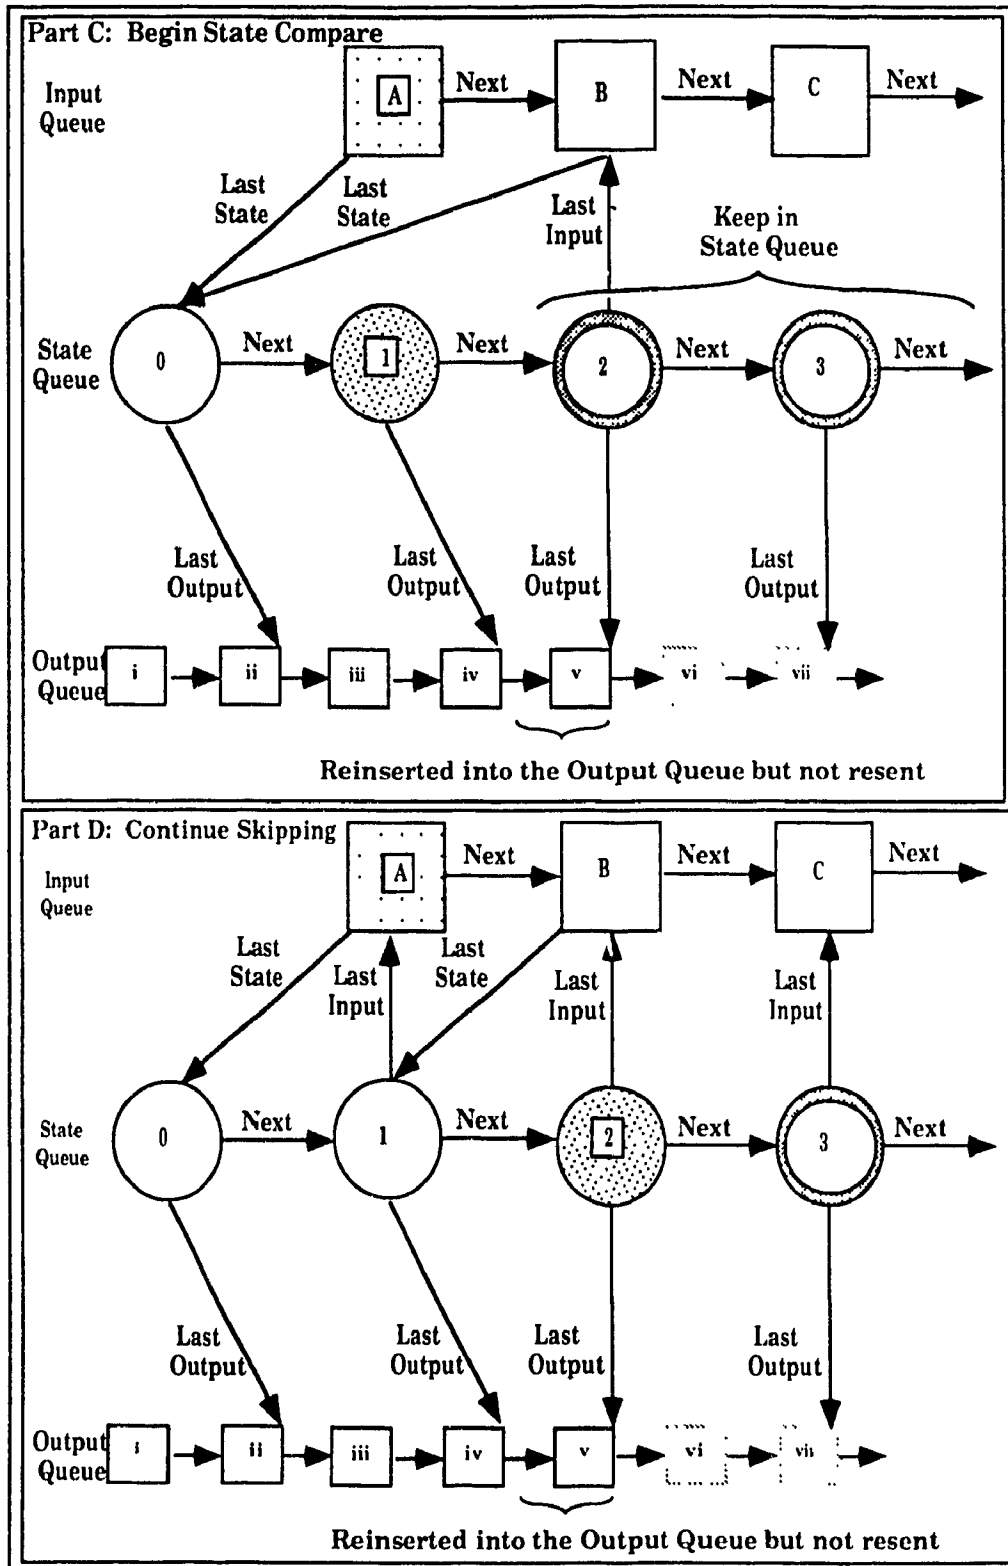 Part C: Begin State Compare
Input
Queue
A
Next
B
Next
C
Next
Last
State
Last
State
Last
Input
Keep in
State Queue
State
Queue
0
Next
1
Next
2
Next
3
Next
Last
Output
Last
Output
Last
Output
Last
Output
Output
Queue
i
ii
iii
iv
v
vi
vii
Reinserted into the Output Queue but not resent
Part D: Continue Skipping
Input
Queue
A
Next
B
Next
C
Next
Last
State
Last
Input
Last
State
Last
Input
Last
Input
State
Queue
0
Next
1
Next
2
Next
3
Next
Last
Output
Last
Output
Last
Output
Last
Output
Output
Queue
i
ii
iii
iv
v
vi
vii
Reinserted into the Output Queue but not resent